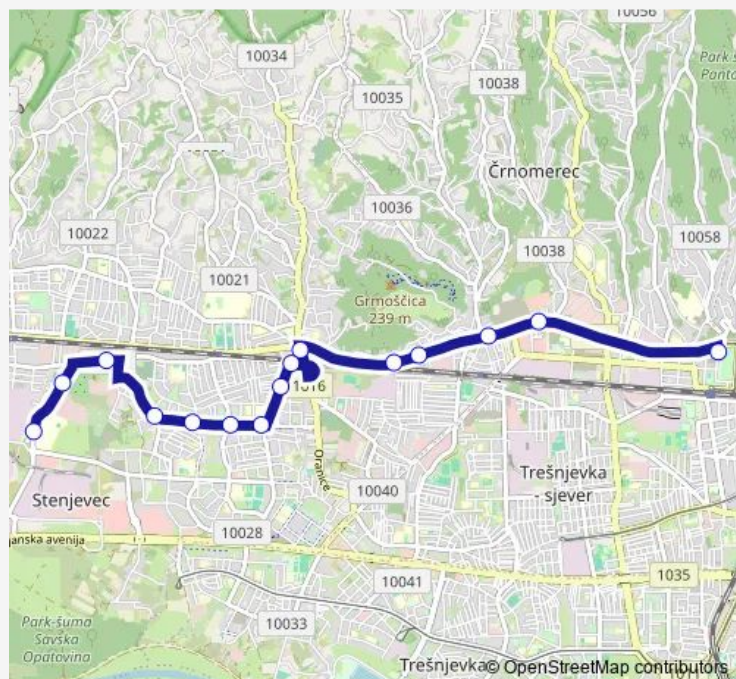 10056
10034
Park-š
Panto
10038
10035
Črnomerec
10036
10022
10058
10038
10021
Grmoščica
239 m
1016
Oranice
Trešnjevka
- sjever
10040
Stenjevec
10028
janska avenija
10041
1035
10033
Park-šuma
Savska
Opatovina
Trešnjevka
© OpenStreetMap contributors